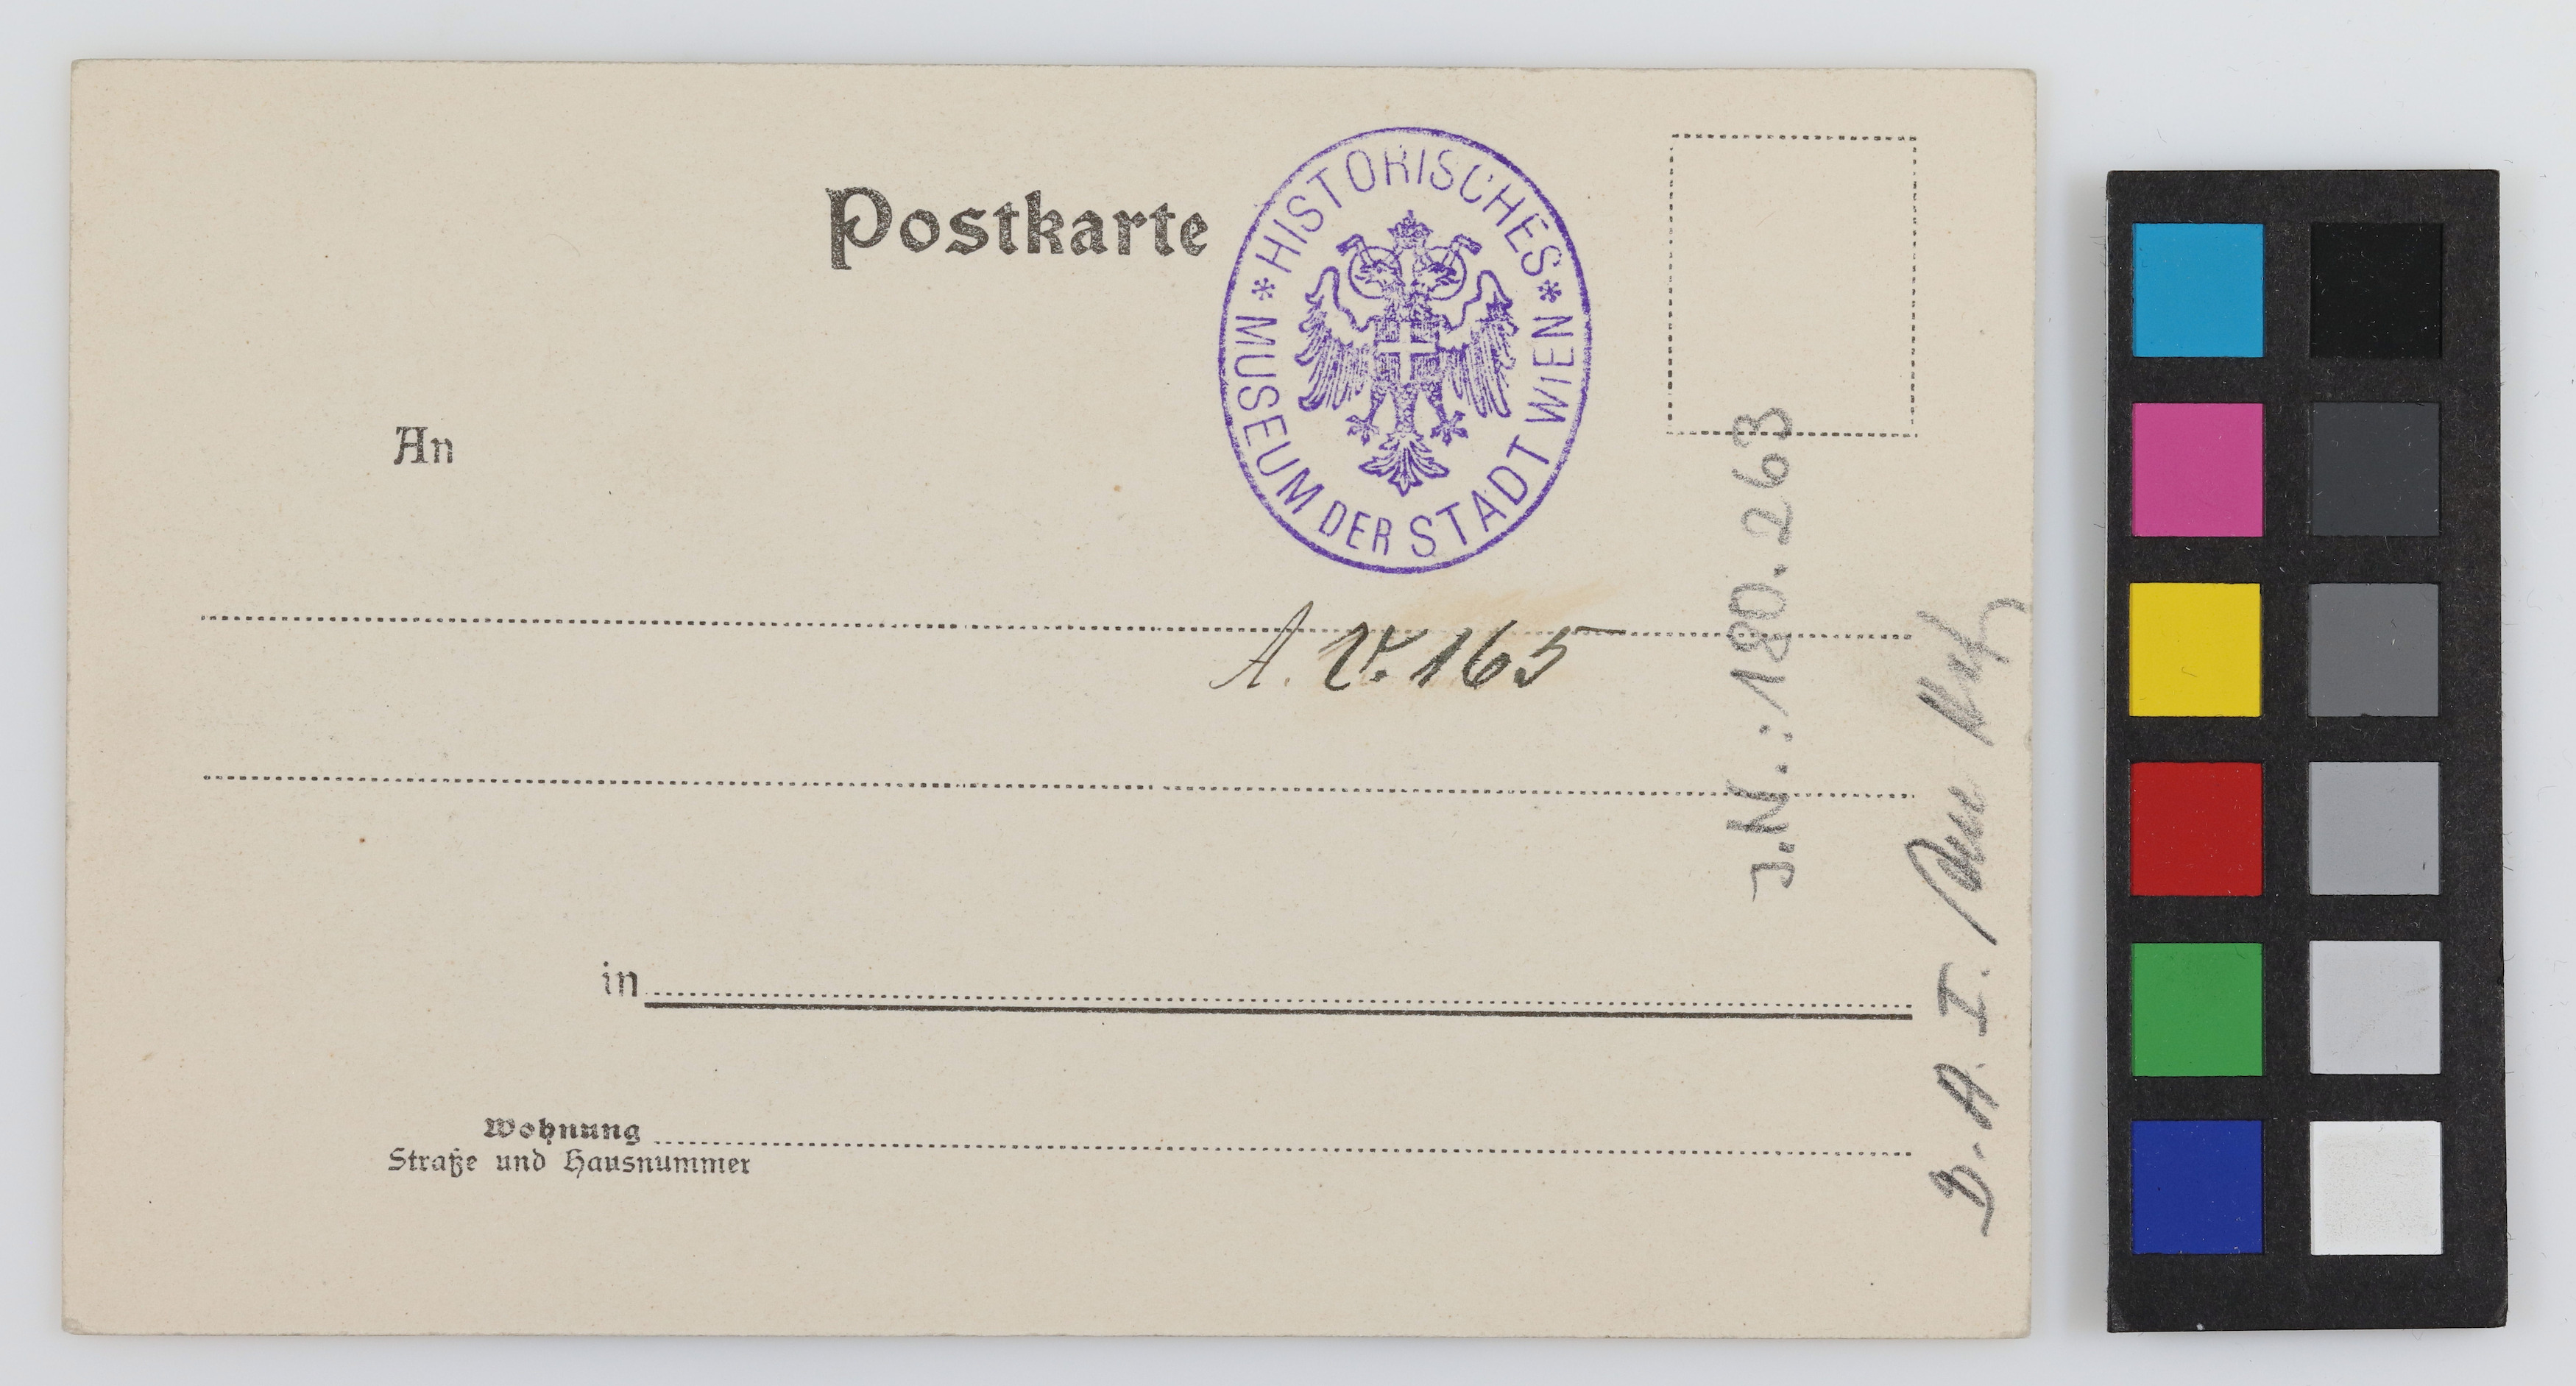 Postkarte
HISTORISCHES
* MUSEUM DER STADT WIEN *
An
A. V. 165
J.N.: 180.263
in
Wohnung
Straße und Hausnummer
I.